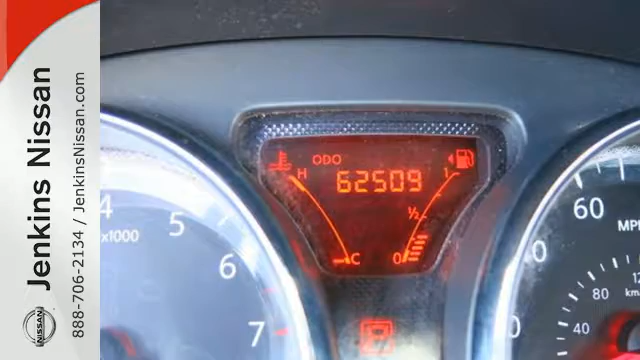 Jenkins Nissan
888-706-2134 / JenkinsNissan.com
NISSAN
ODO
62509
H
C
1
½
0
4
5
6
7
x1000
60
MPH
80
40